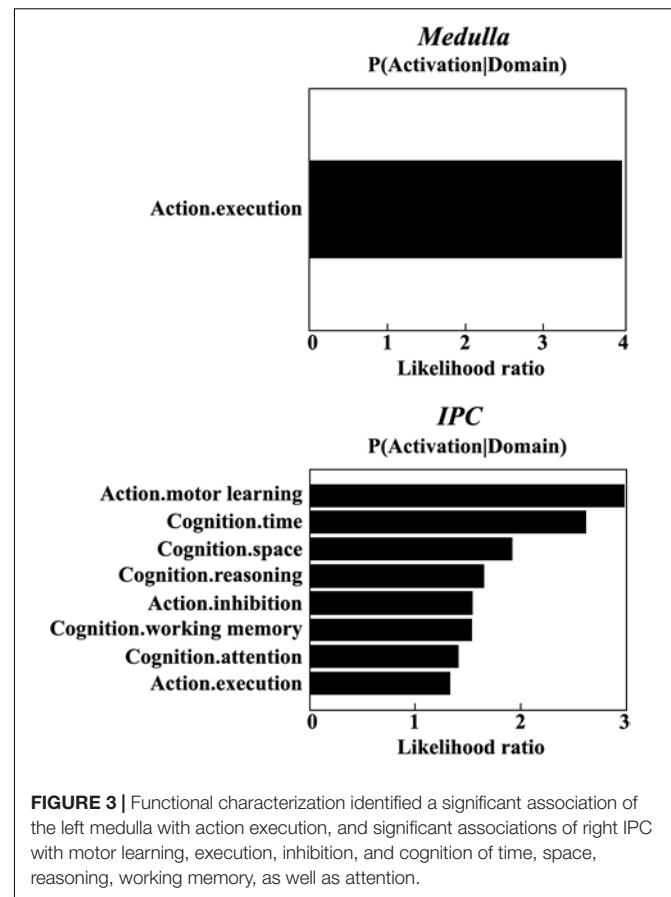 Medulla
P(Activation|Domain)
Action.execution
0 1 2 3 4
Likelihood ratio
IPC
P(Activation|Domain)
Action.motor learning
Cognition.time
Cognition.space
Cognition.reasoning
Action.inhibition
Cognition.working memory
Cognition.attention
Action.execution
0 1 2 3
Likelihood ratio
FIGURE 3 | Functional characterization identified a significant association of
the left medulla with action execution, and significant associations of right IPC
with motor learning, execution, inhibition, and cognition of time, space,
reasoning, working memory, as well as attention.